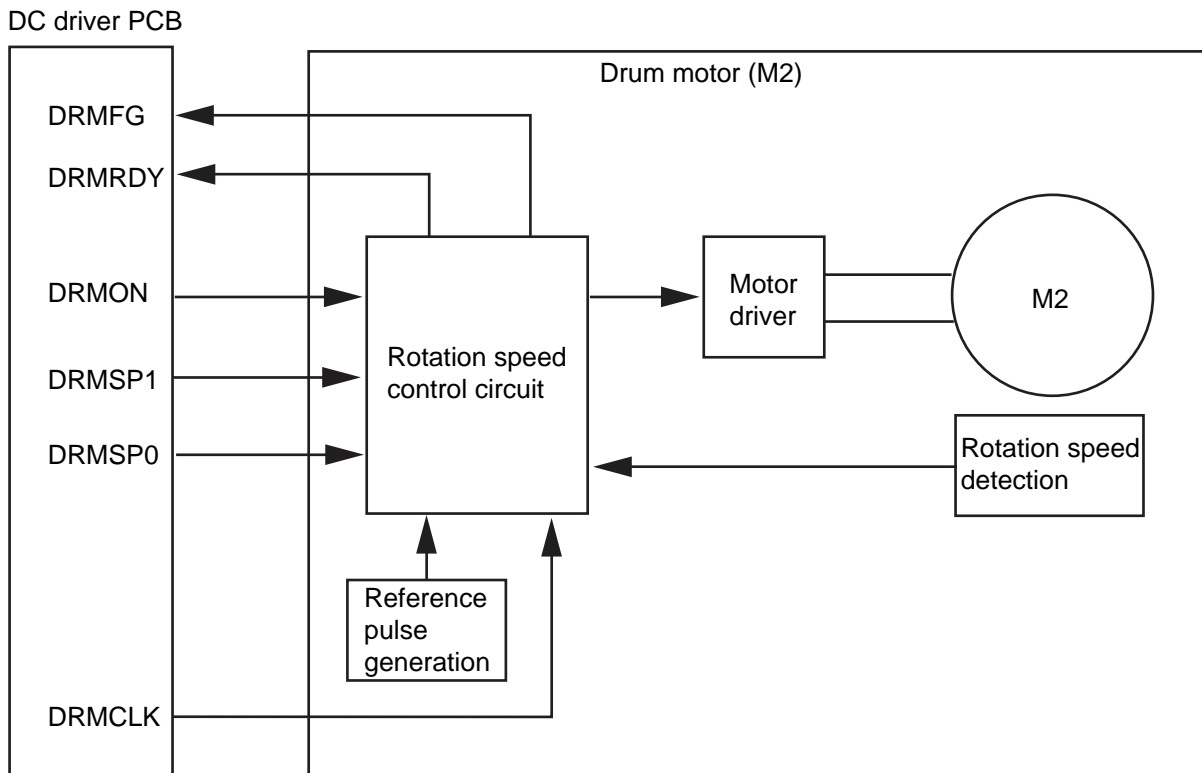 DC driver PCB
Drum motor (M2)
DRMFG
DRMRDY
DRMON
DRMSP1
DRMSP0
DRMCLK
Rotation speed
control circuit
Motor
driver
M2
Rotation speed
detection
Reference
pulse
generation